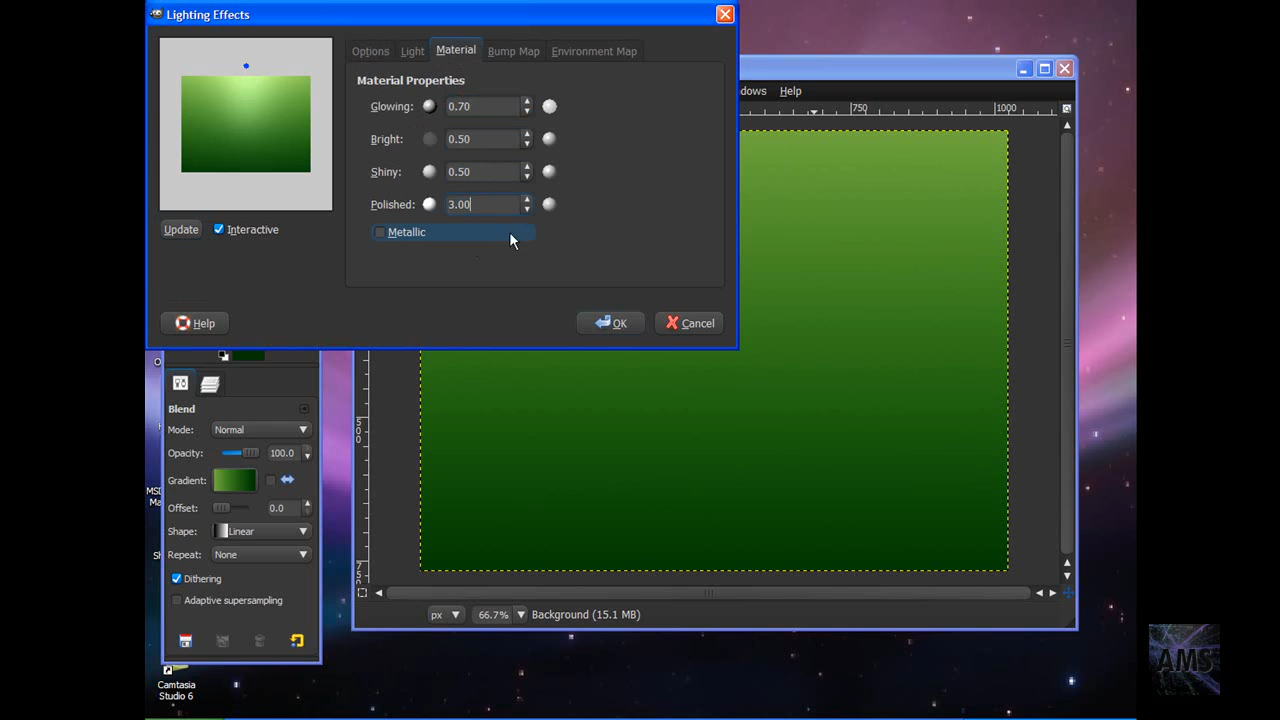 Lighting Effects
Options Light Material Bump Map Environment Map
Material Properties
Glowing: 0.70
Bright: 0.50
Shiny: 0.50
Polished: 3.00
Metallic
Update Interactive
Help OK Cancel
Help
750 1000
Blend
Mode: Normal
Opacity: 100.0
Gradient:
Offset: 0.0
Shape: Linear
Repeat: None
Dithering
Adaptive supersampling
500
px 66.7% Background (15.1 MB)
Camtasia
Studio 6
AMS